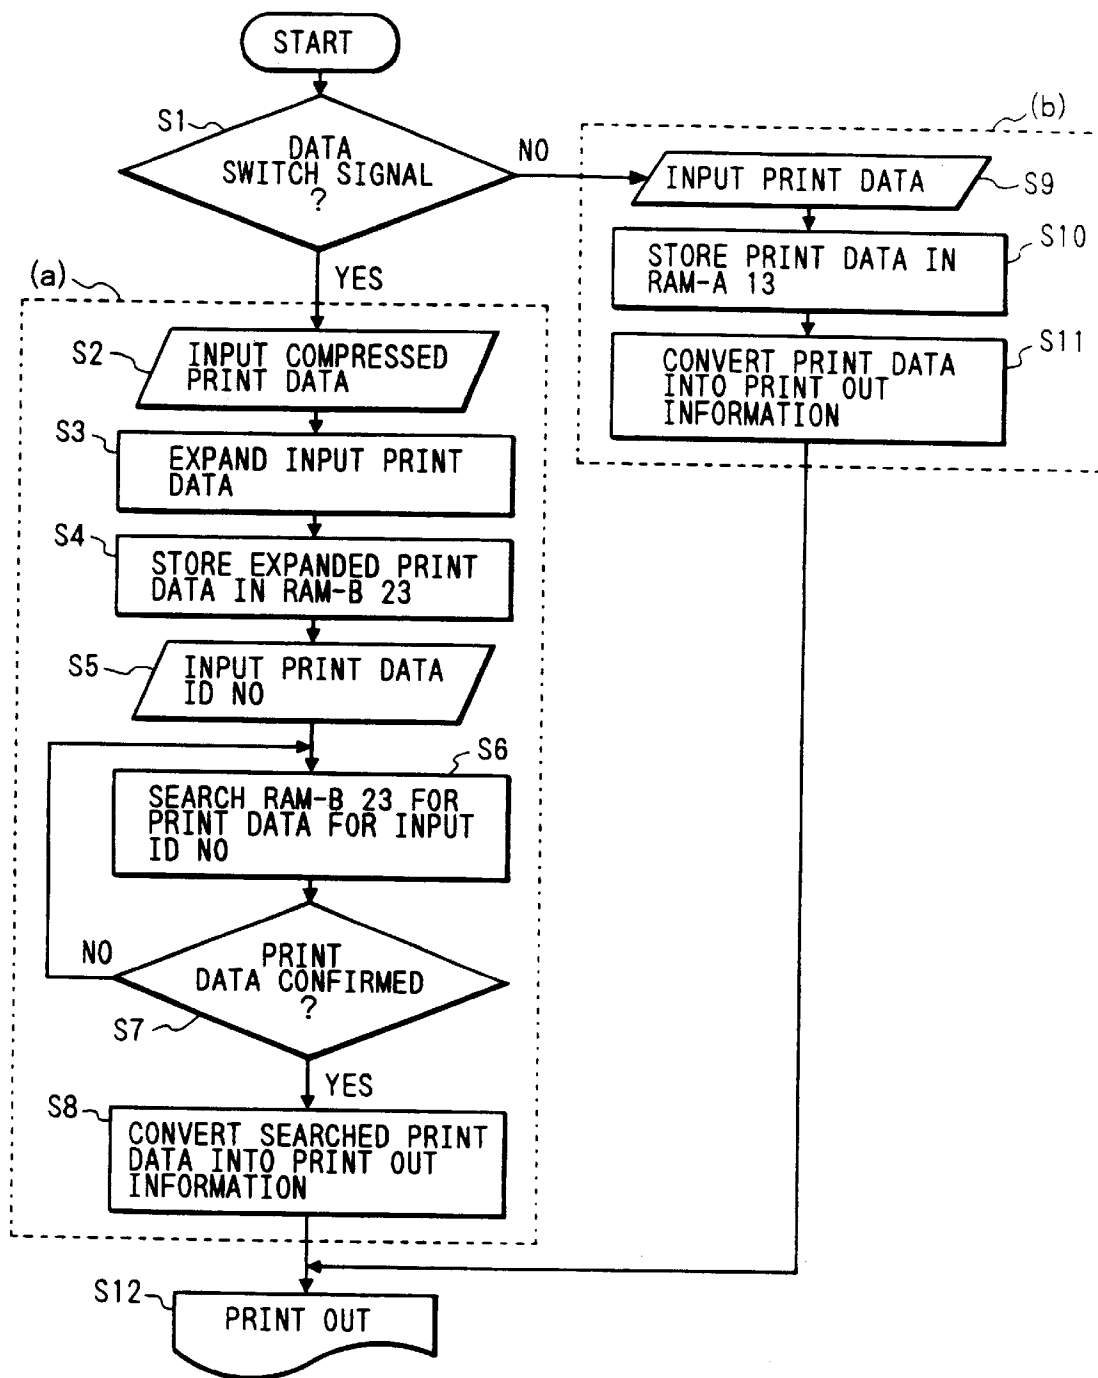 START
S1
DATA
SWITCH SIGNAL
?
NO
YES
(a)
S2
INPUT COMPRESSED
PRINT DATA
S3
EXPAND INPUT PRINT
DATA
S4
STORE EXPANDED PRINT
DATA IN RAM-B 23
S5
INPUT PRINT DATA
ID NO
S6
SEARCH RAM-B 23 FOR
PRINT DATA FOR INPUT
ID NO
NO
PRINT
DATA CONFIRMED
?
S7
YES
S8
CONVERT SEARCHED PRINT
DATA INTO PRINT OUT
INFORMATION
(b)
INPUT PRINT DATA
S9
S10
STORE PRINT DATA IN
RAM-A 13
S11
CONVERT PRINT DATA
INTO PRINT OUT
INFORMATION
S12
PRINT OUT